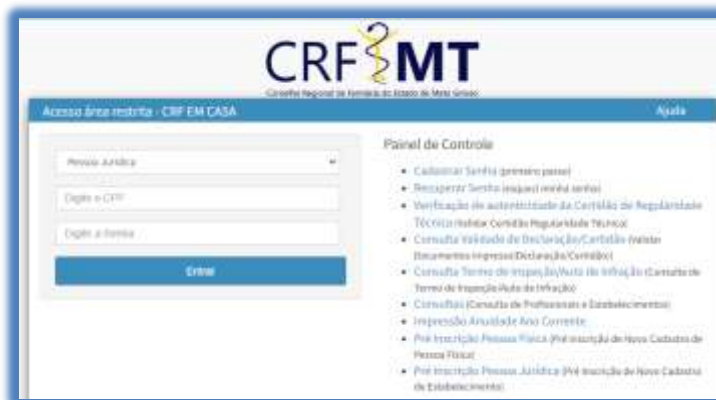 CRF MT
Conselho Regional de Farmácia do Estado de Mato Grosso
Acesso área restrita - CRF EM CASA
Ajuda
Pessoa Jurídica
Digite o CPF
Digite a Senha
Entrar
Painel de Controle
Cadastrar Senha (primeiro passo)
Recuperar Senha (esqueci minha senha)
Verificação de autenticidade da Certidão de Regularidade
Técnica (Validar Certidão Regularidade Técnica)
Consulta Validade de Declaração/Certidão (Validar
Documentos Impressos/Declaração/Certidão)
Consulta Termo de Inspeção/Auto de Infração (Consulta de
Termo de Inspeção/Auto de Infração)
Consultas (Consulta de Profissionais e Estabelecimentos)
Impressão Anuidade Ano Corrente
Pré Inscrição Pessoa Física (Pré inscrição de Novo Cadastro de
Pessoa Física)
Pré Inscrição Pessoa Jurídica (Pré inscrição de Novo Cadastro
de Estabelecimento)